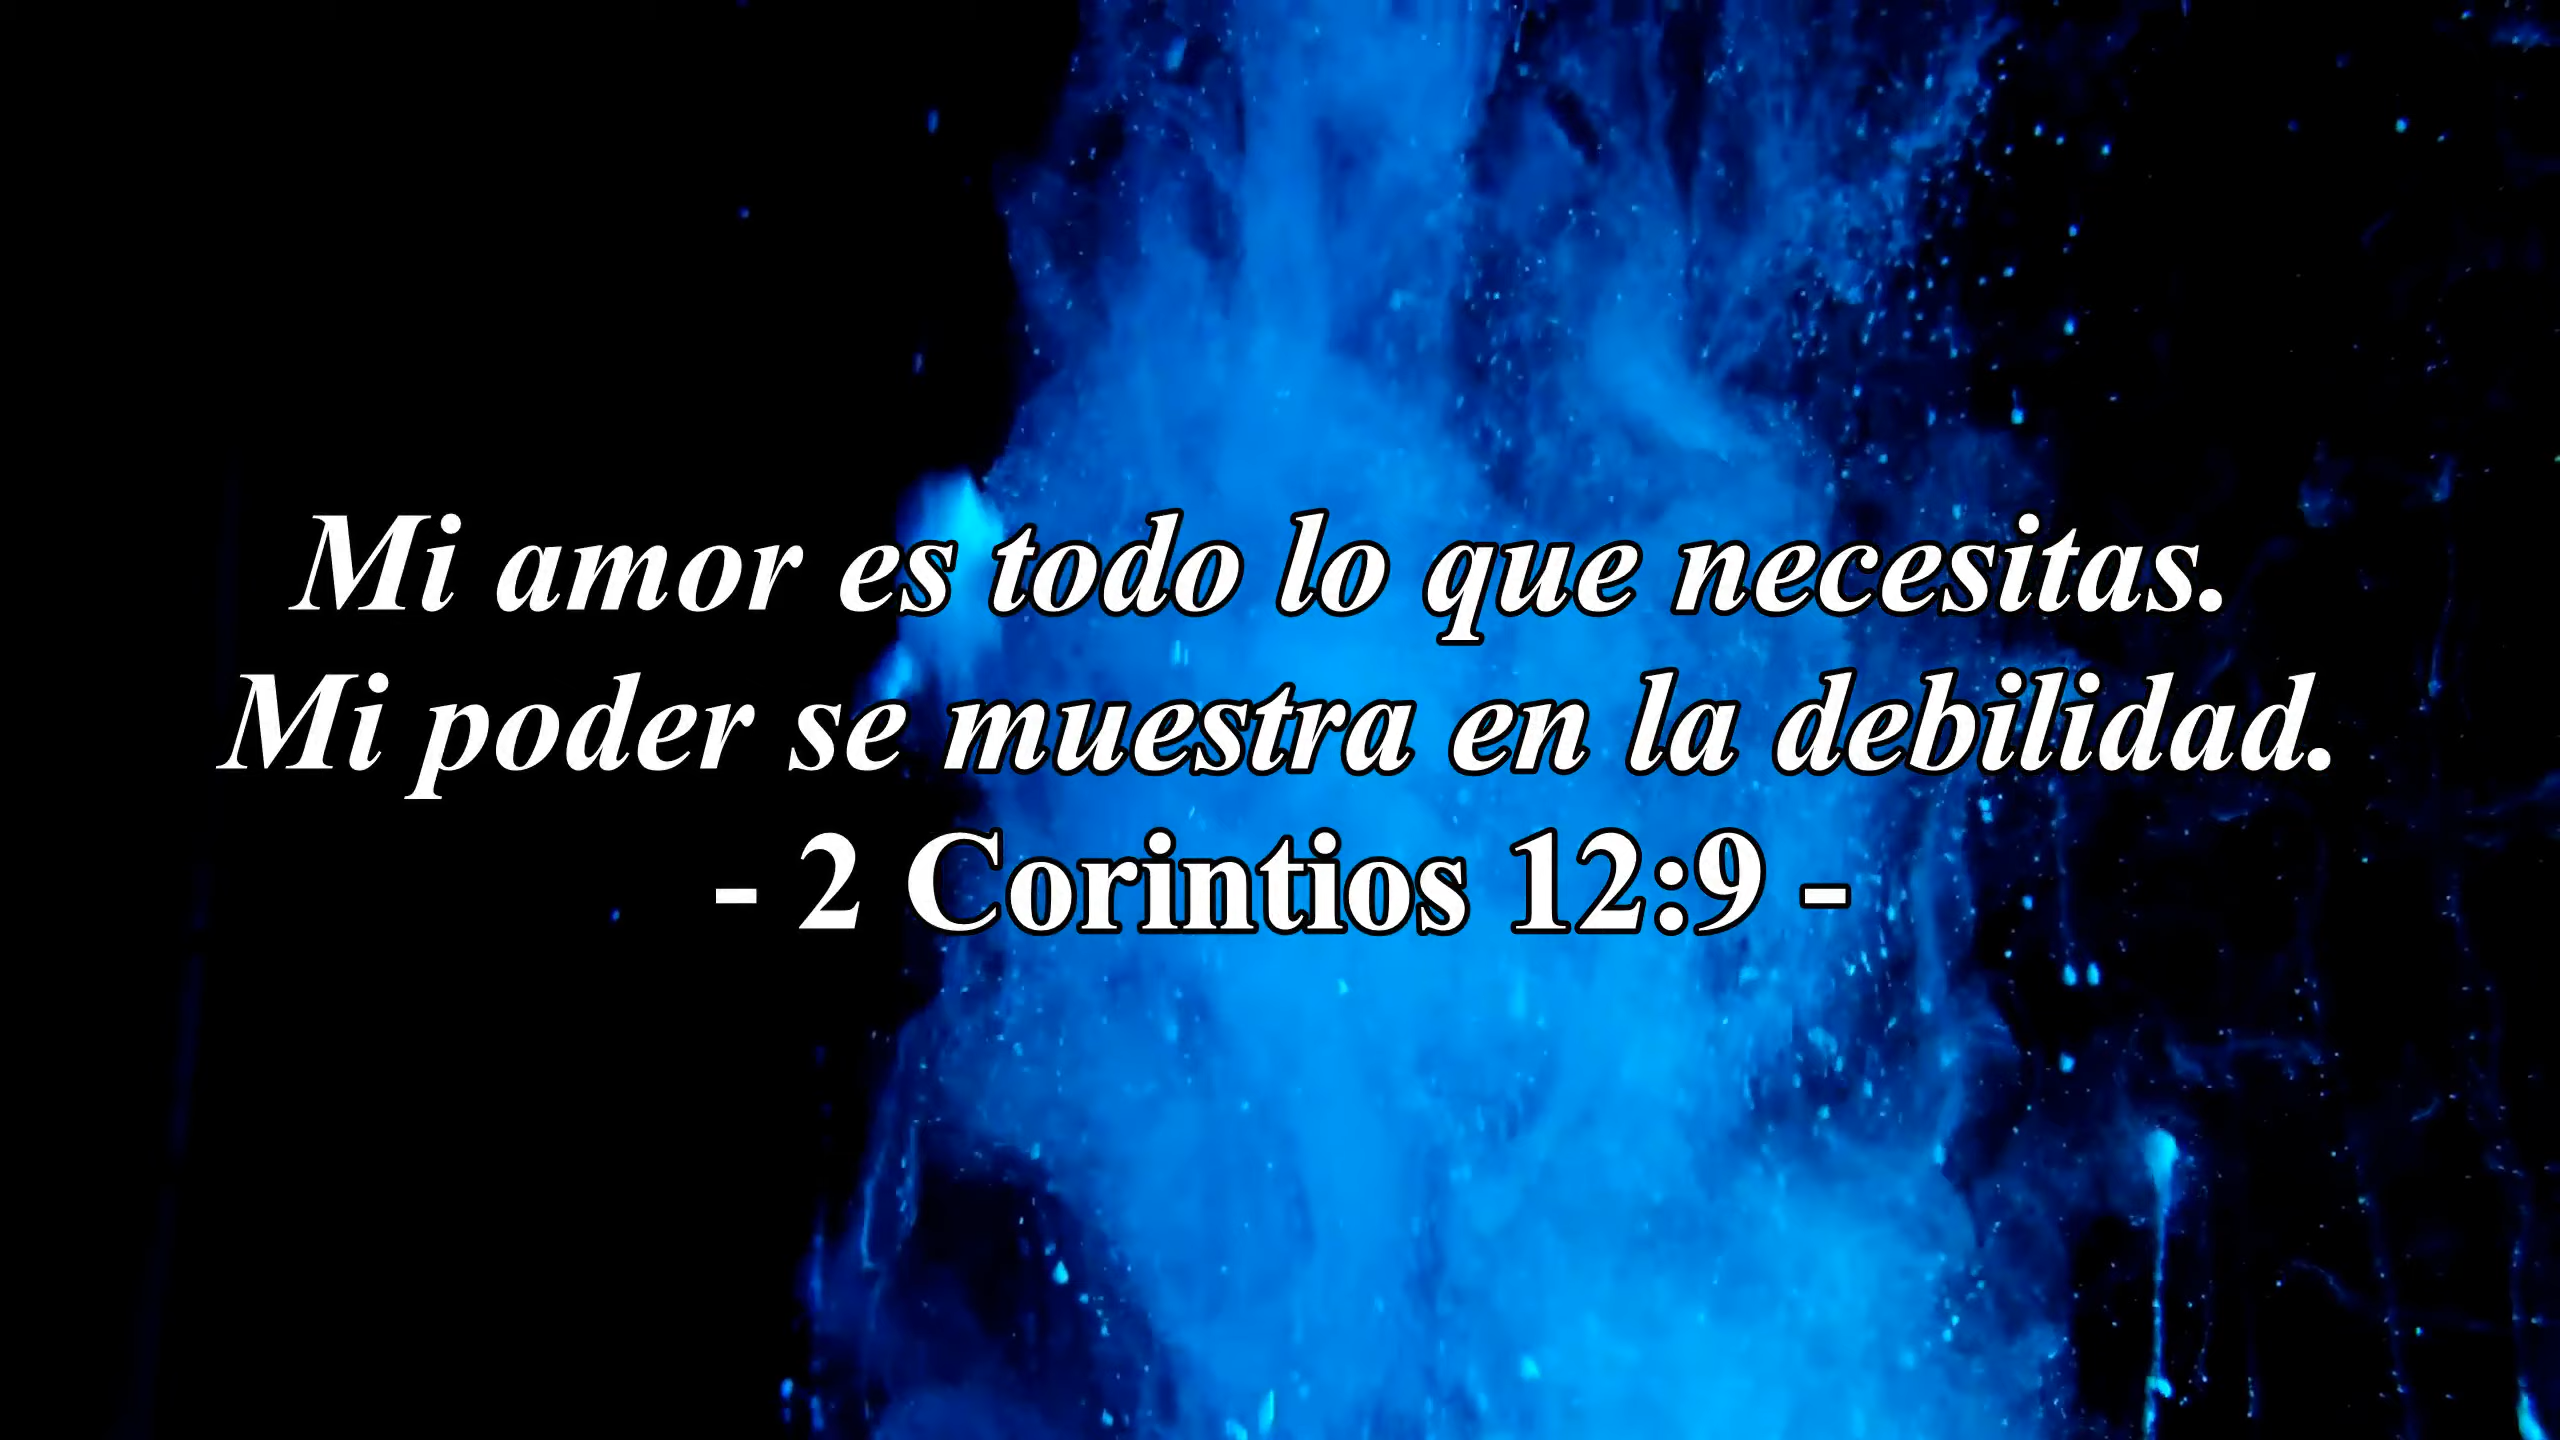 Mi amor es todo lo que necesitas.
Mi poder se muestra en la debilidad.
- 2 Corintios 12:9 -